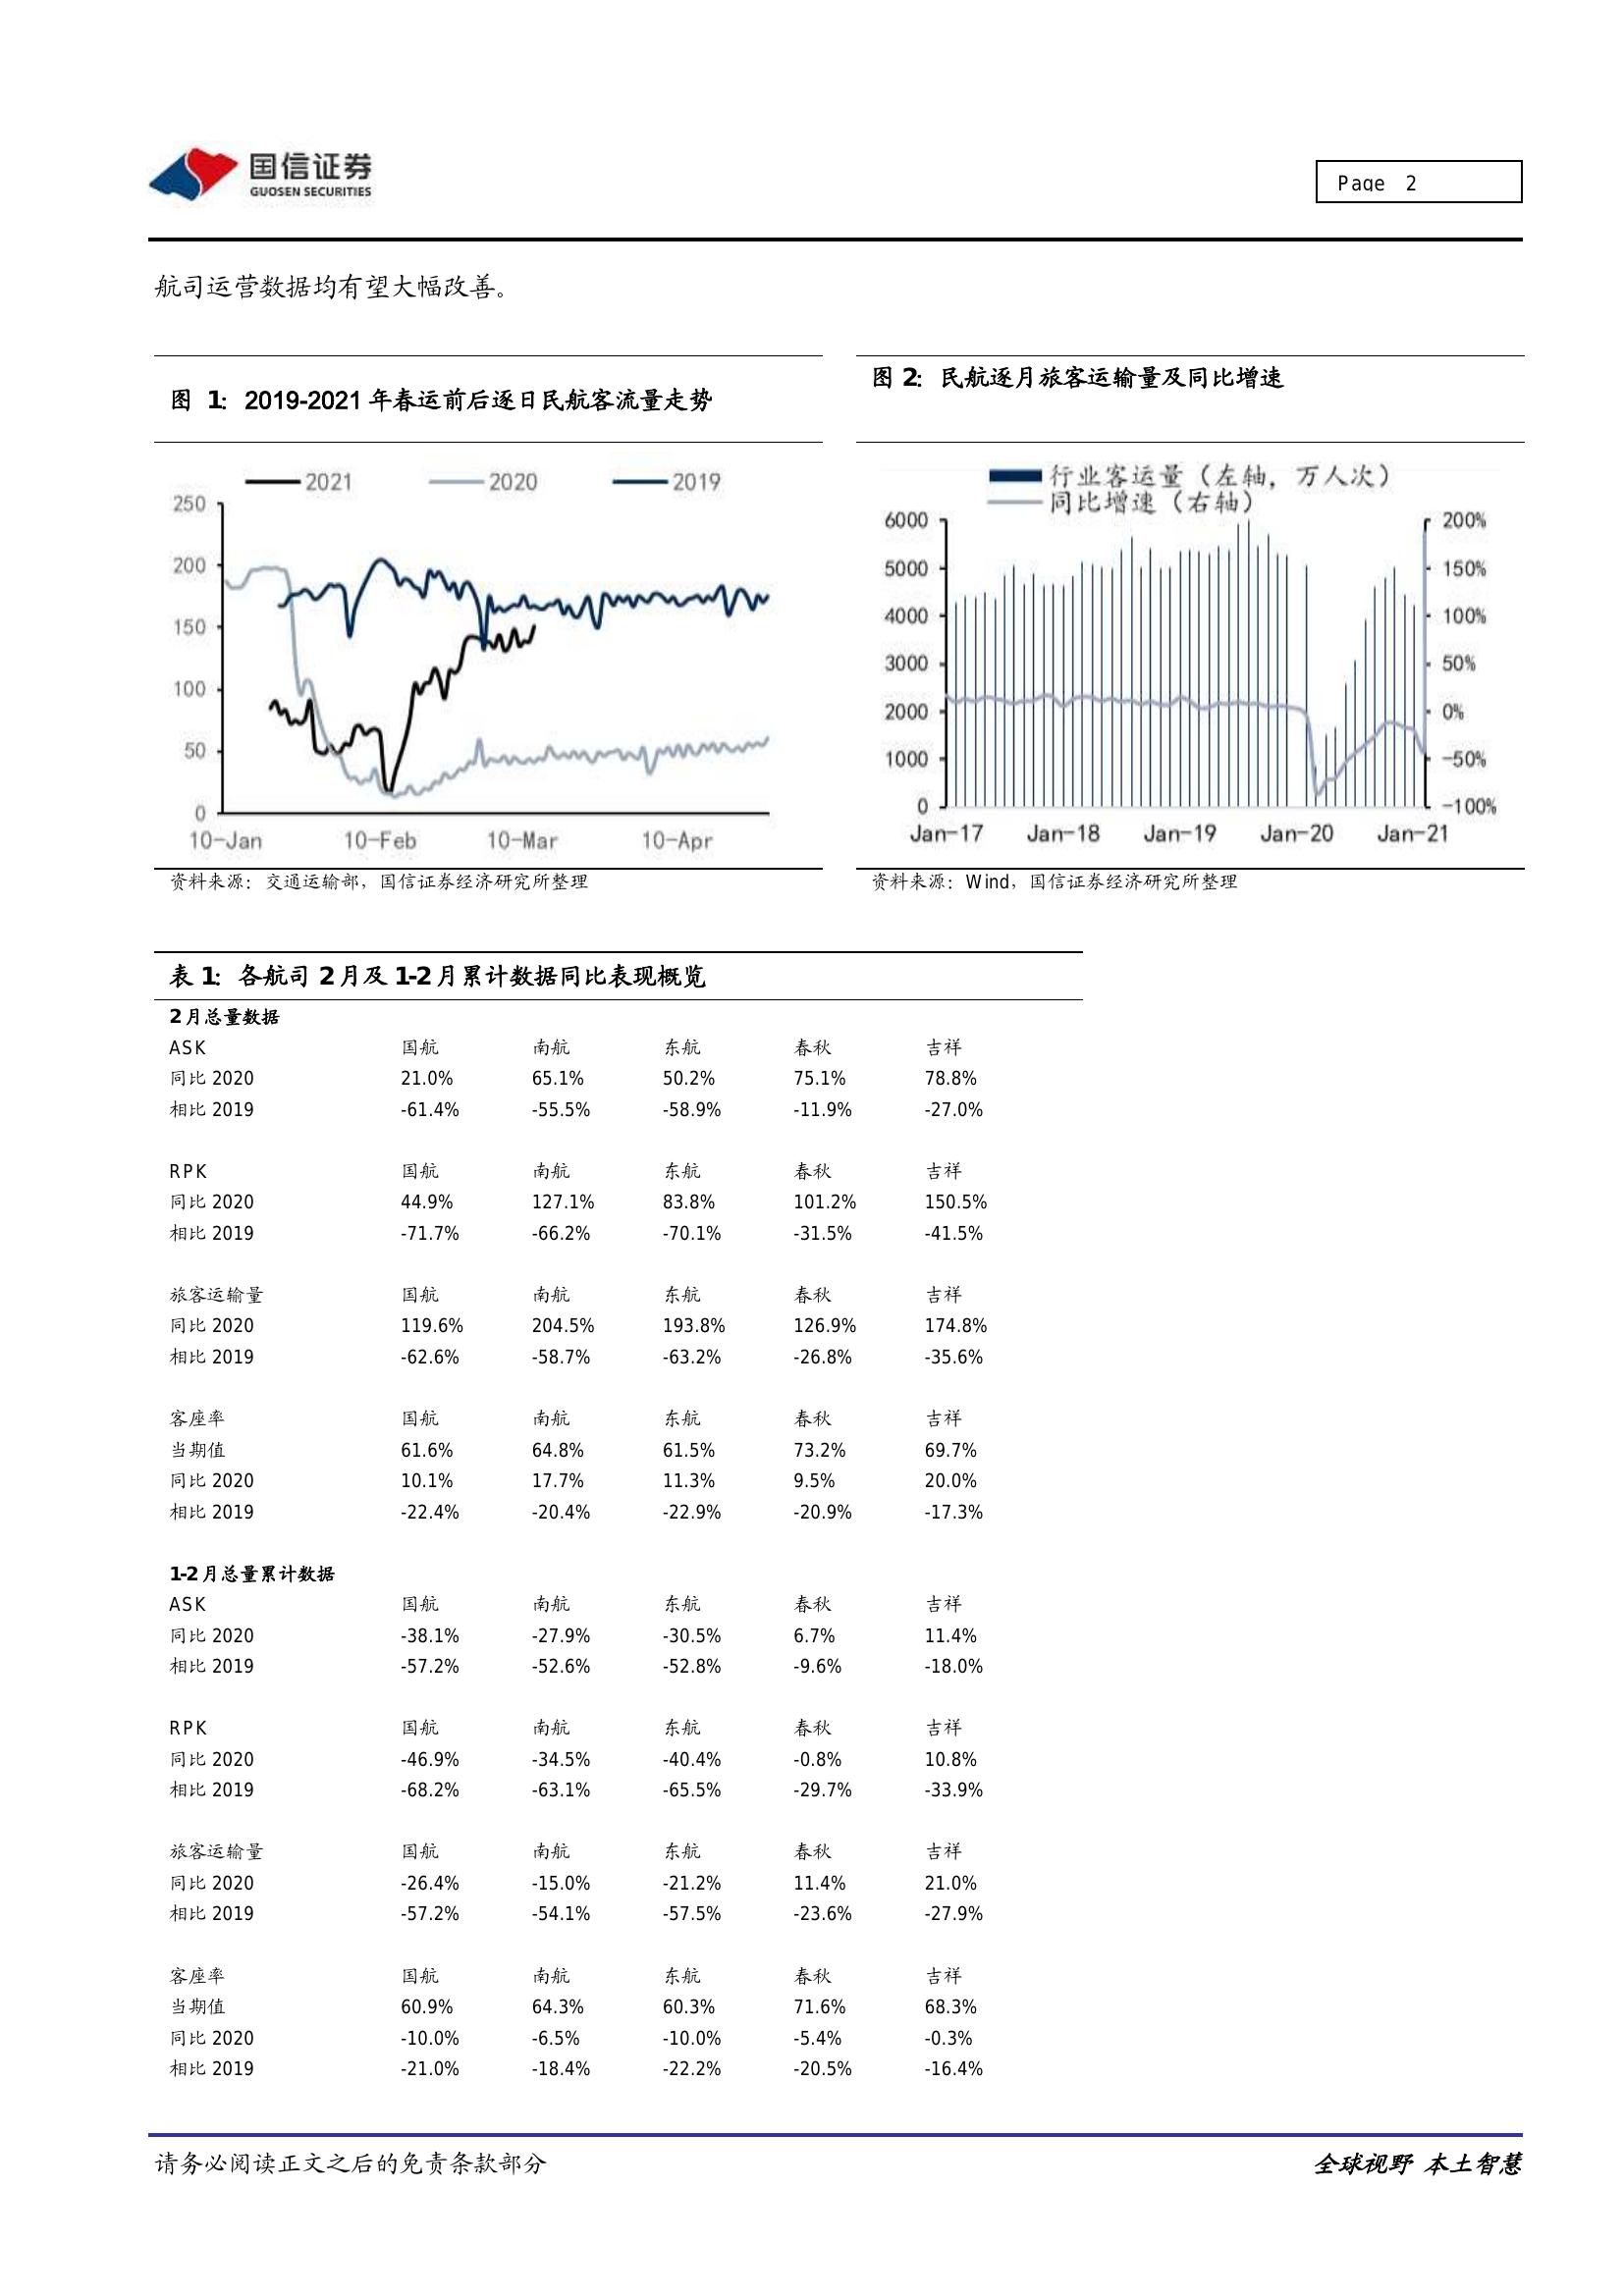 国信证券
GUOSEN SECURITIES
Page 2
航司运营数据均有望大幅改善。
图 1：2019-2021 年春运前后逐日民航客流量走势
2021 2020 2019
250
200
150
100
50
0
10-Jan 10-Feb 10-Mar 10-Apr
资料来源：交通运输部，国信证券经济研究所整理
图 2：民航逐月旅客运输量及同比增速
行业客运量（左轴，万人次）
同比增速（右轴）
6000 200%
5000 150%
4000 100%
3000 50%
2000 0%
1000 -50%
0 -100%
Jan-17 Jan-18 Jan-19 Jan-20 Jan-21
资料来源：Wind，国信证券经济研究所整理
表 1：各航司 2 月及 1-2 月累计数据同比表现概览
2 月总量数据
ASK 国航 南航 东航 春秋 吉祥
同比 2020 21.0% 65.1% 50.2% 75.1% 78.8%
相比 2019 -61.4% -55.5% -58.9% -11.9% -27.0%
RPK 国航 南航 东航 春秋 吉祥
同比 2020 44.9% 127.1% 83.8% 101.2% 150.5%
相比 2019 -71.7% -66.2% -70.1% -31.5% -41.5%
旅客运输量 国航 南航 东航 春秋 吉祥
同比 2020 119.6% 204.5% 193.8% 126.9% 174.8%
相比 2019 -62.6% -58.7% -63.2% -26.8% -35.6%
客座率 国航 南航 东航 春秋 吉祥
当期值 61.6% 64.8% 61.5% 73.2% 69.7%
同比 2020 10.1% 17.7% 11.3% 9.5% 20.0%
相比 2019 -22.4% -20.4% -22.9% -20.9% -17.3%
1-2 月总量累计数据
ASK 国航 南航 东航 春秋 吉祥
同比 2020 -38.1% -27.9% -30.5% 6.7% 11.4%
相比 2019 -57.2% -52.6% -52.8% -9.6% -18.0%
RPK 国航 南航 东航 春秋 吉祥
同比 2020 -46.9% -34.5% -40.4% -0.8% 10.8%
相比 2019 -68.2% -63.1% -65.5% -29.7% -33.9%
旅客运输量 国航 南航 东航 春秋 吉祥
同比 2020 -26.4% -15.0% -21.2% 11.4% 21.0%
相比 2019 -57.2% -54.1% -57.5% -23.6% -27.9%
客座率 国航 南航 东航 春秋 吉祥
当期值 60.9% 64.3% 60.3% 71.6% 68.3%
同比 2020 -10.0% -6.5% -10.0% -5.4% -0.3%
相比 2019 -21.0% -18.4% -22.2% -20.5% -16.4%
请务必阅读正文之后的免责条款部分
全球视野 本土智慧